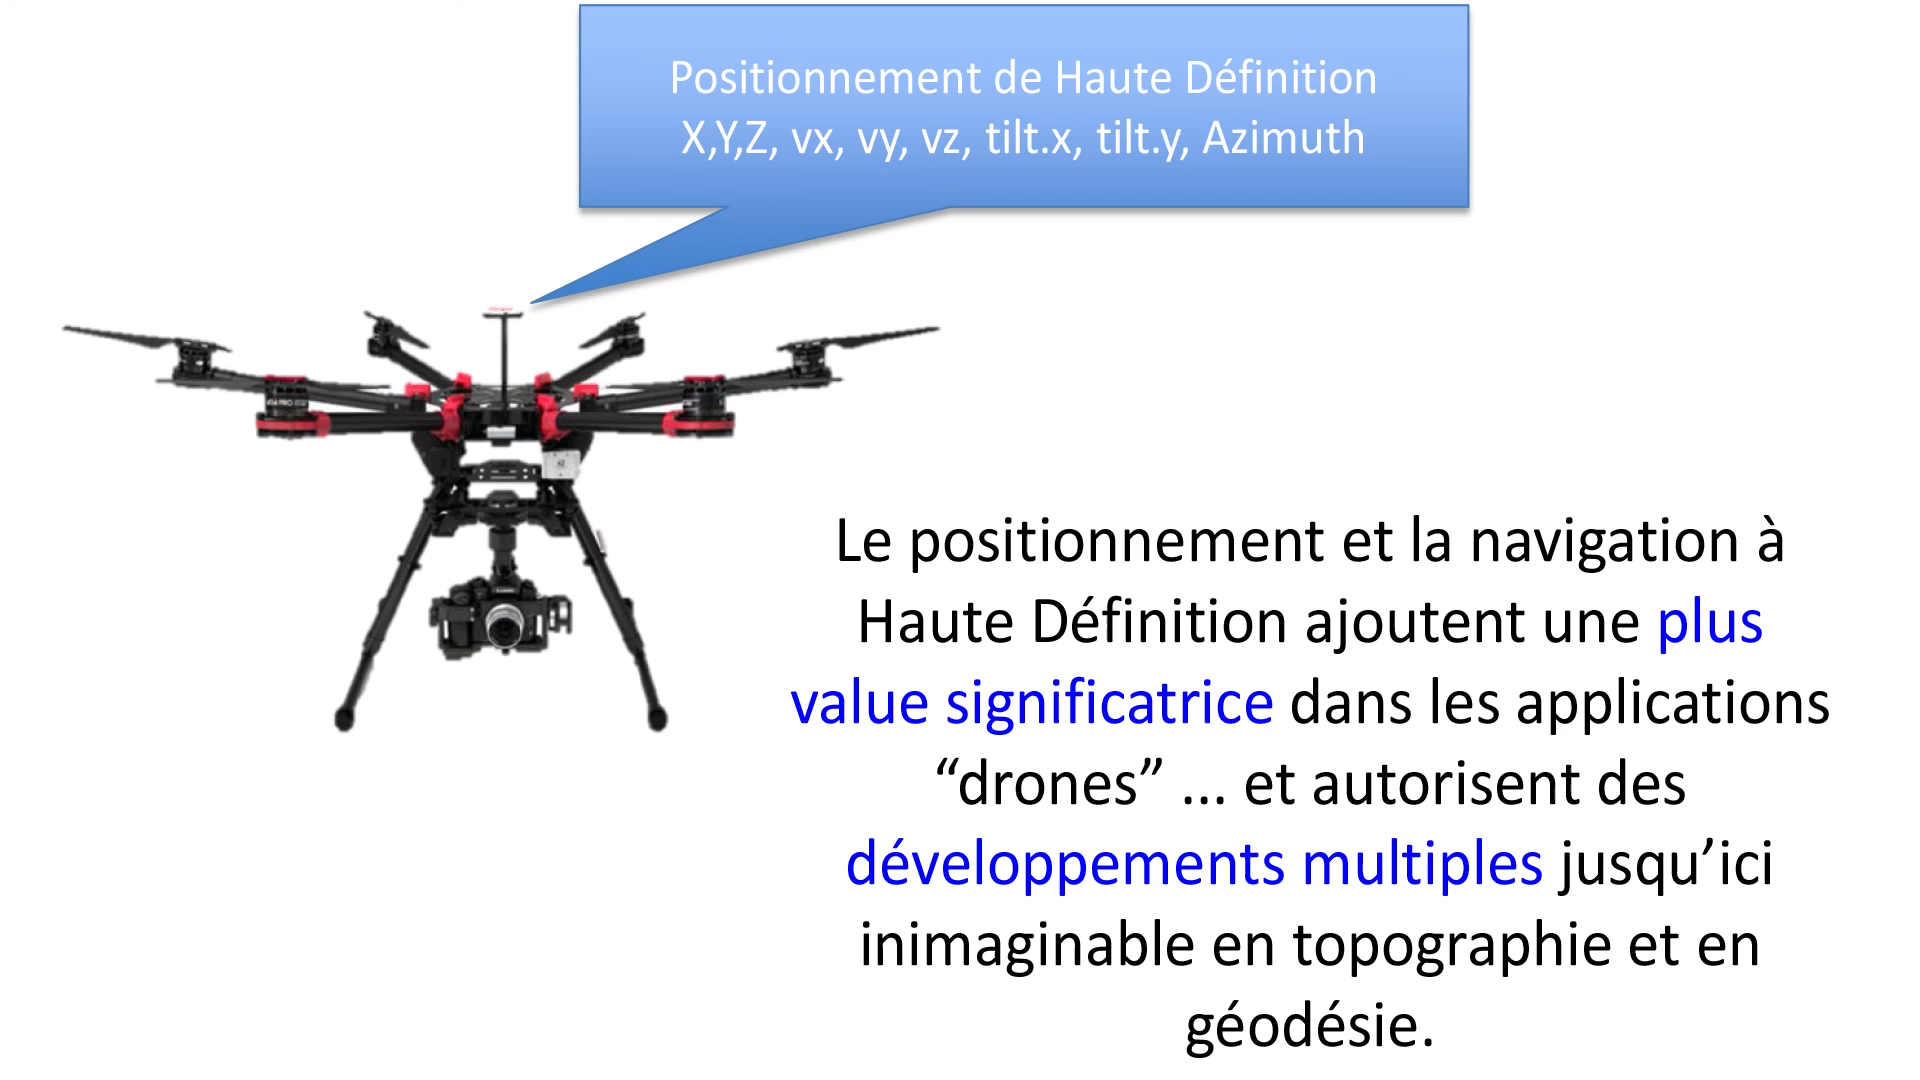 Positionnement de Haute Définition
X,Y,Z, vx, vy, vz, tilt.x, tilt.y, Azimuth
Le positionnement et la navigation à
Haute Définition ajoutent une plus
value significatrice dans les applications
“drones” ... et autorisent des
développements multiples jusqu’ici
inimaginable en topographie et en
géodésie.